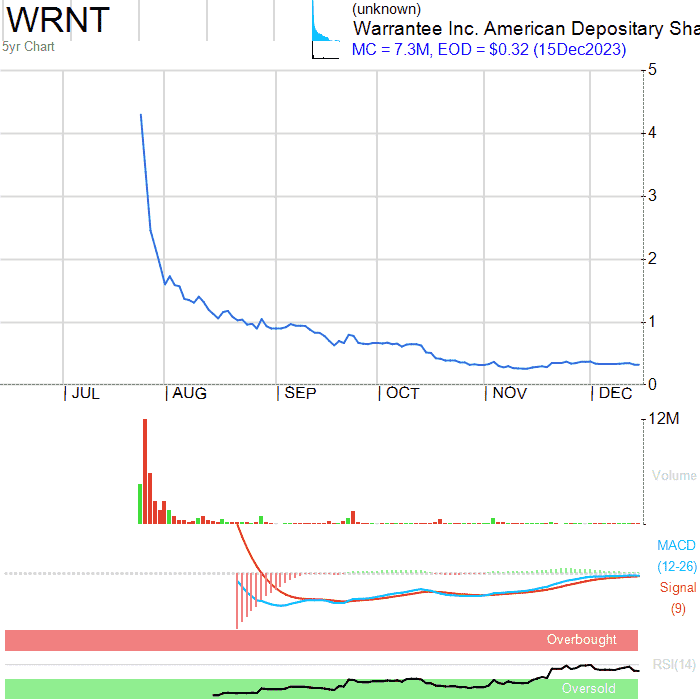 WRNT
5yr Chart
(unknown)
Warrantee Inc. American Depositary Sha
MC = 7.3M, EOD = $0.32 (15Dec2023)
5
4
3
2
1
0
JUL
AUG
SEP
OCT
NOV
DEC
12M
Volume
MACD
(12-26)
Signal
(9)
Overbought
RSI(14)
Oversold